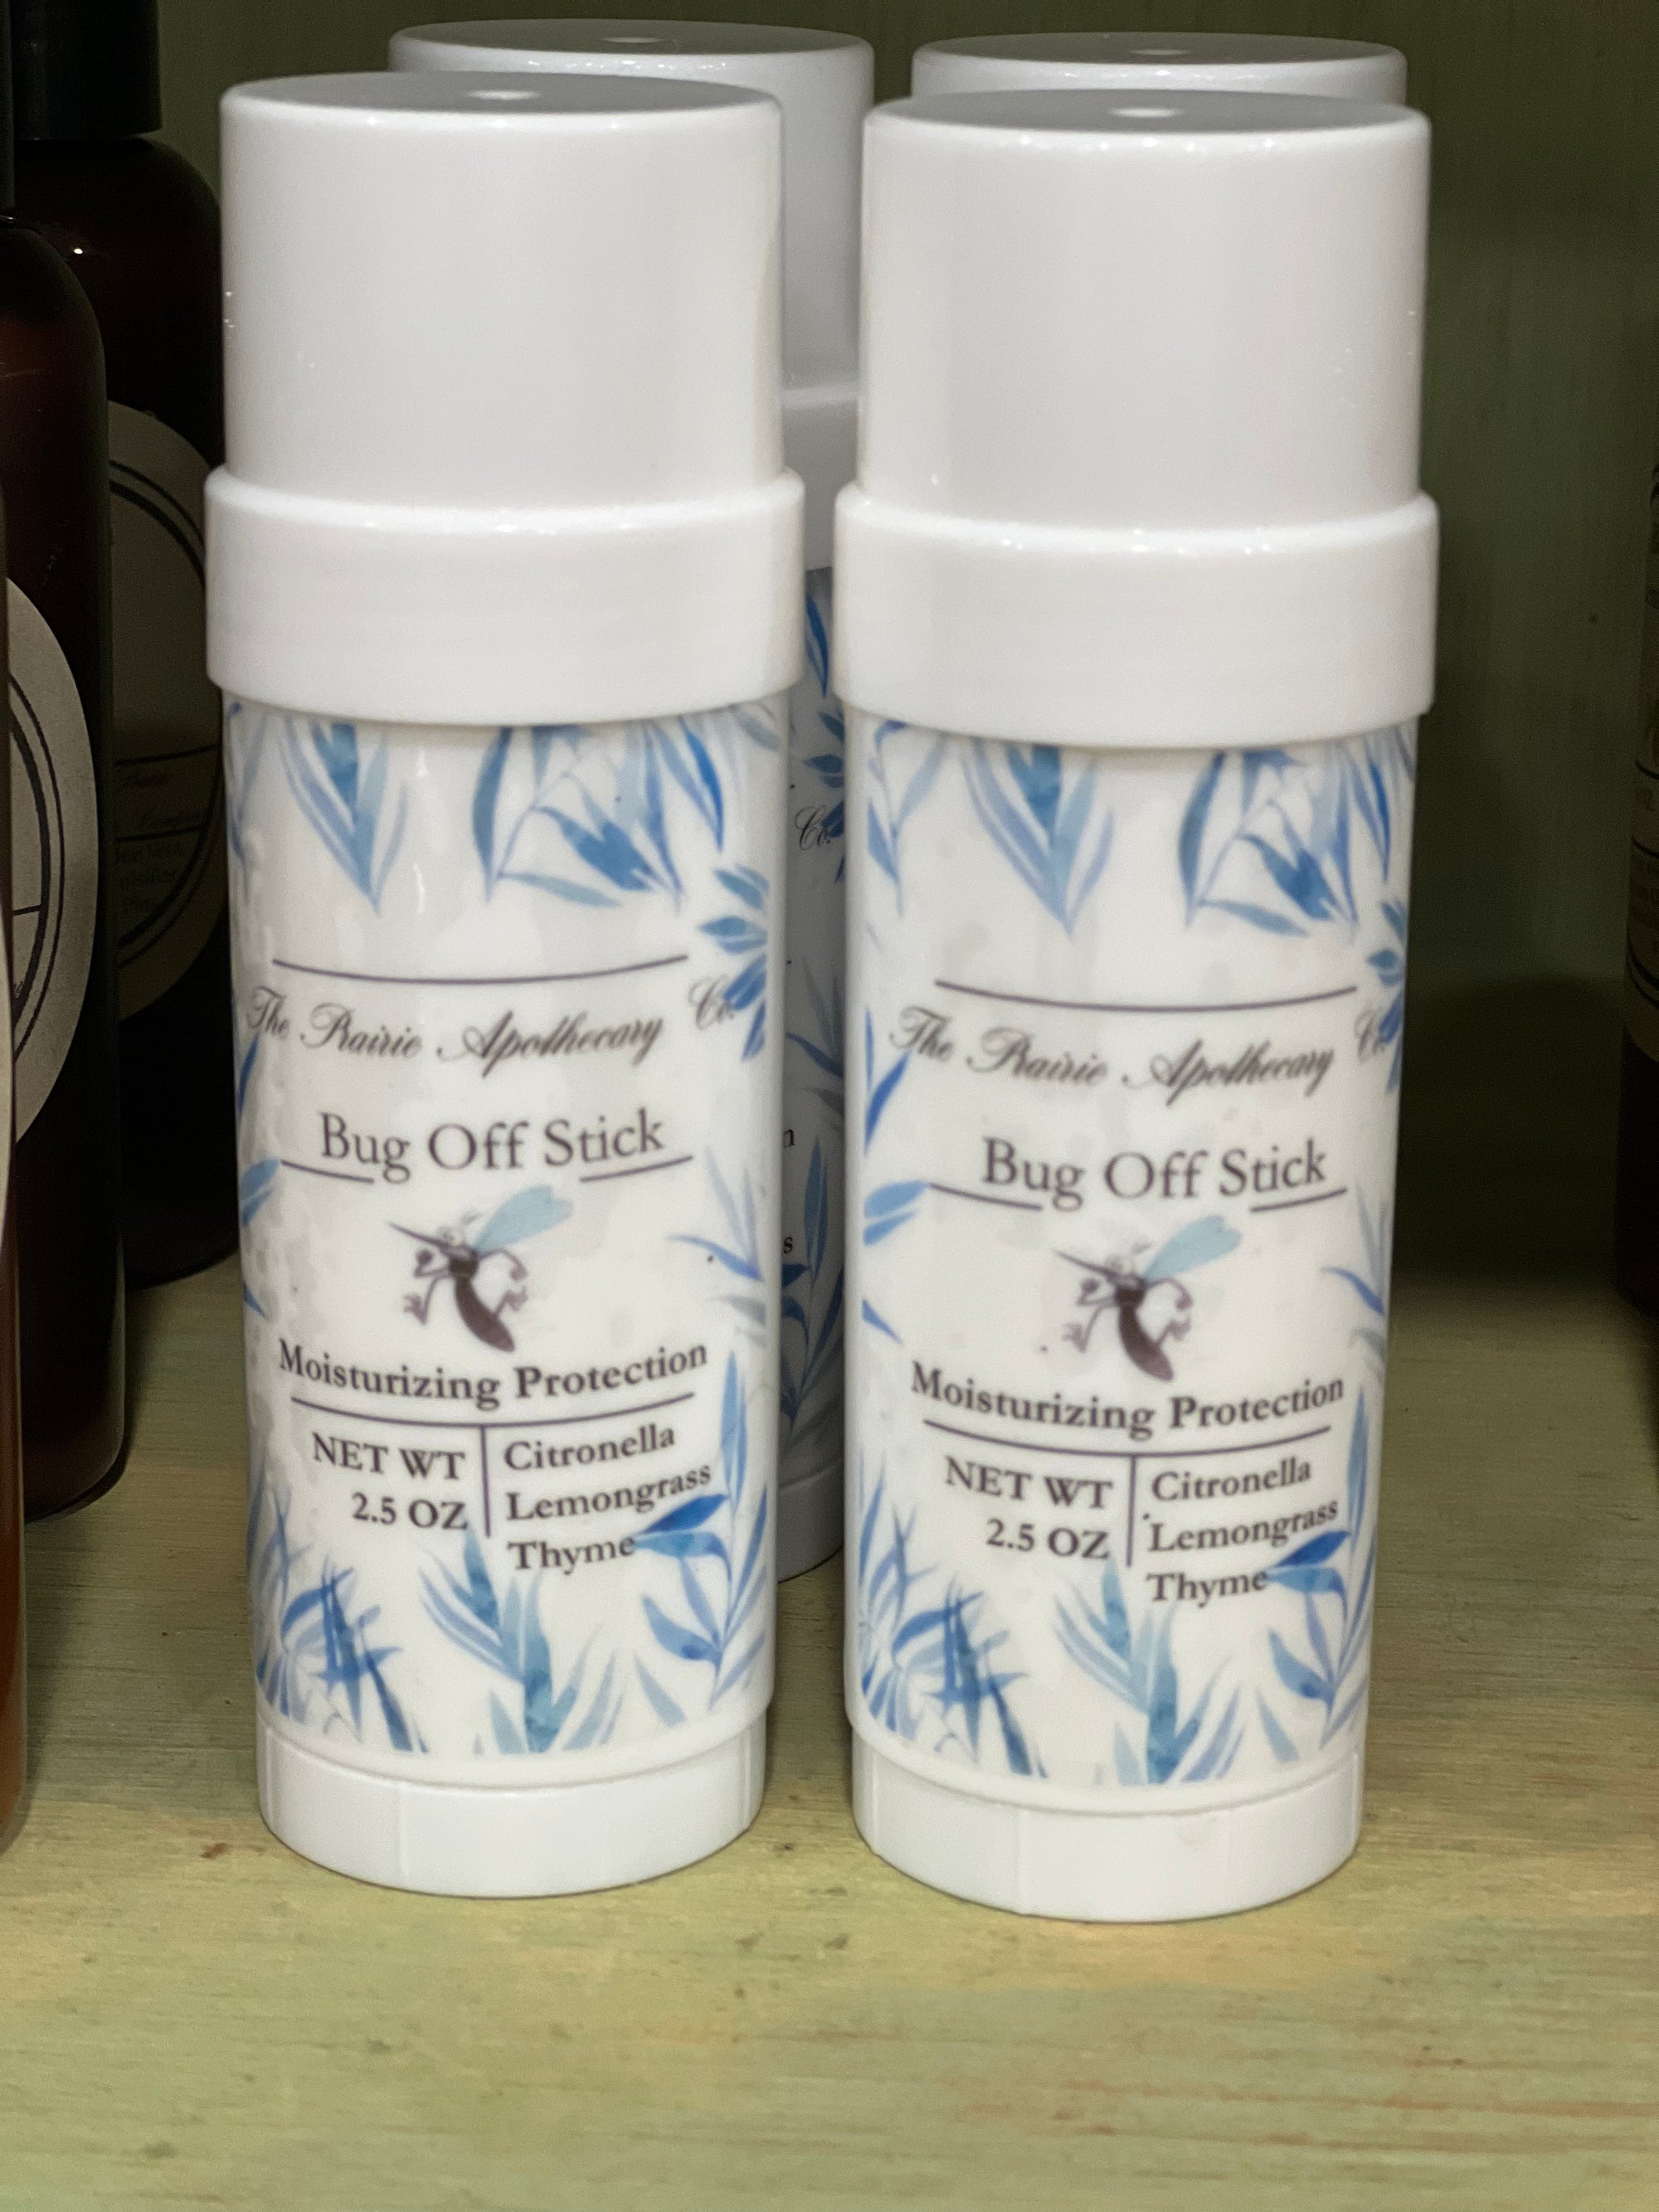 The Prairie Apothecary Co.
Bug Off Stick
Moisturizing Protection
NET WT
2.5 OZ
Citronella
Lemongrass
Thyme
The Prairie Apothecary Co.
Bug Off Stick
Moisturizing Protection
NET WT
2.5 OZ
Citronella
Lemongrass
Thyme
Co.